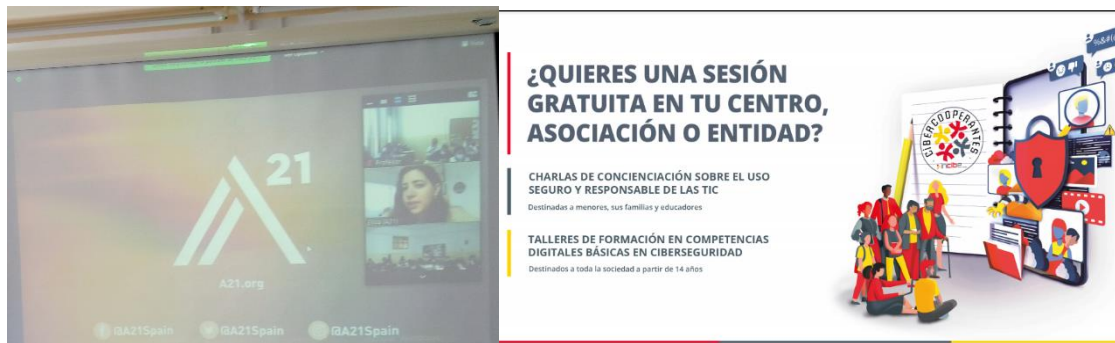 21
A21.org
@A21Spain
@A21Spain
@A21Spain
¿QUIERES UNA SESIÓN
GRATUITA EN TU CENTRO,
ASOCIACIÓN O ENTIDAD?
CHARLAS DE CONCIENCIACIÓN SOBRE EL USO
SEGURO Y RESPONSABLE DE LAS TIC
Destinadas a menores, sus familias y educadores
TALLERES DE FORMACIÓN EN COMPETENCIAS
DIGITALES BÁSICAS EN CIBERSEGURIDAD
Destinados a toda la sociedad a partir de 14 años
CIBERCOOPERANTES
incibe